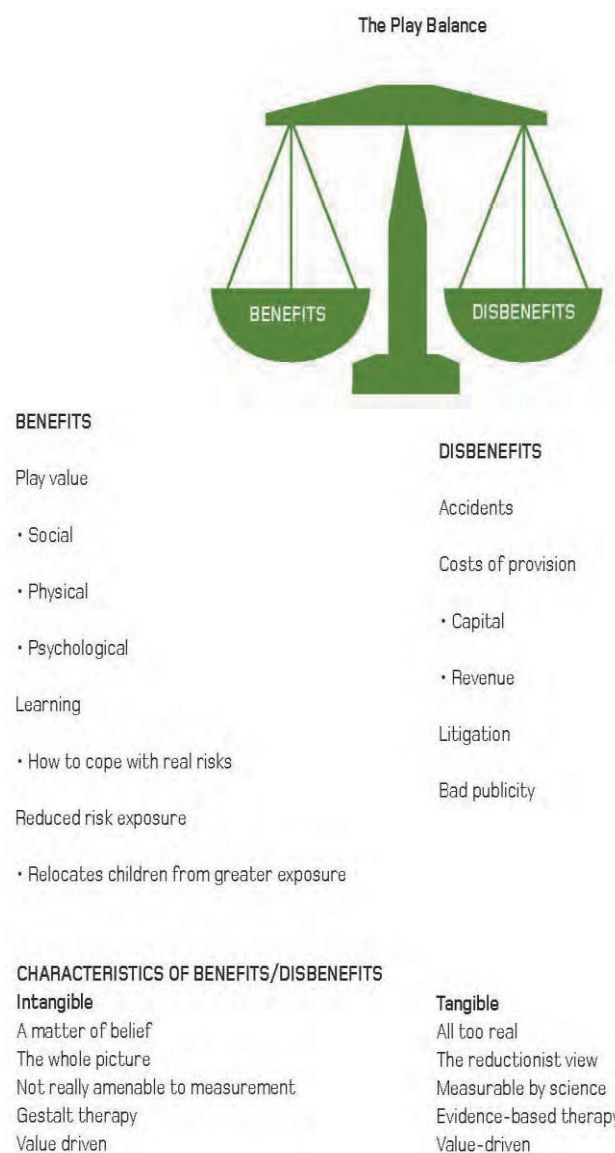 The Play Balance
BENEFITS
DISBENEFITS
BENEFITS
Play value
• Social
• Physical
• Psychological
Learning
• How to cope with real risks
Reduced risk exposure
• Relocates children from greater exposure
DISBENEFITS
Accidents
Costs of provision
• Capital
• Revenue
Litigation
Bad publicity
CHARACTERISTICS OF BENEFITS/DISBENEFITS
Intangible
A matter of belief
The whole picture
Not really amenable to measurement
Gestalt therapy
Value driven
Tangible
All too real
The reductionist view
Measurable by science
Evidence-based therapy
Value-driven